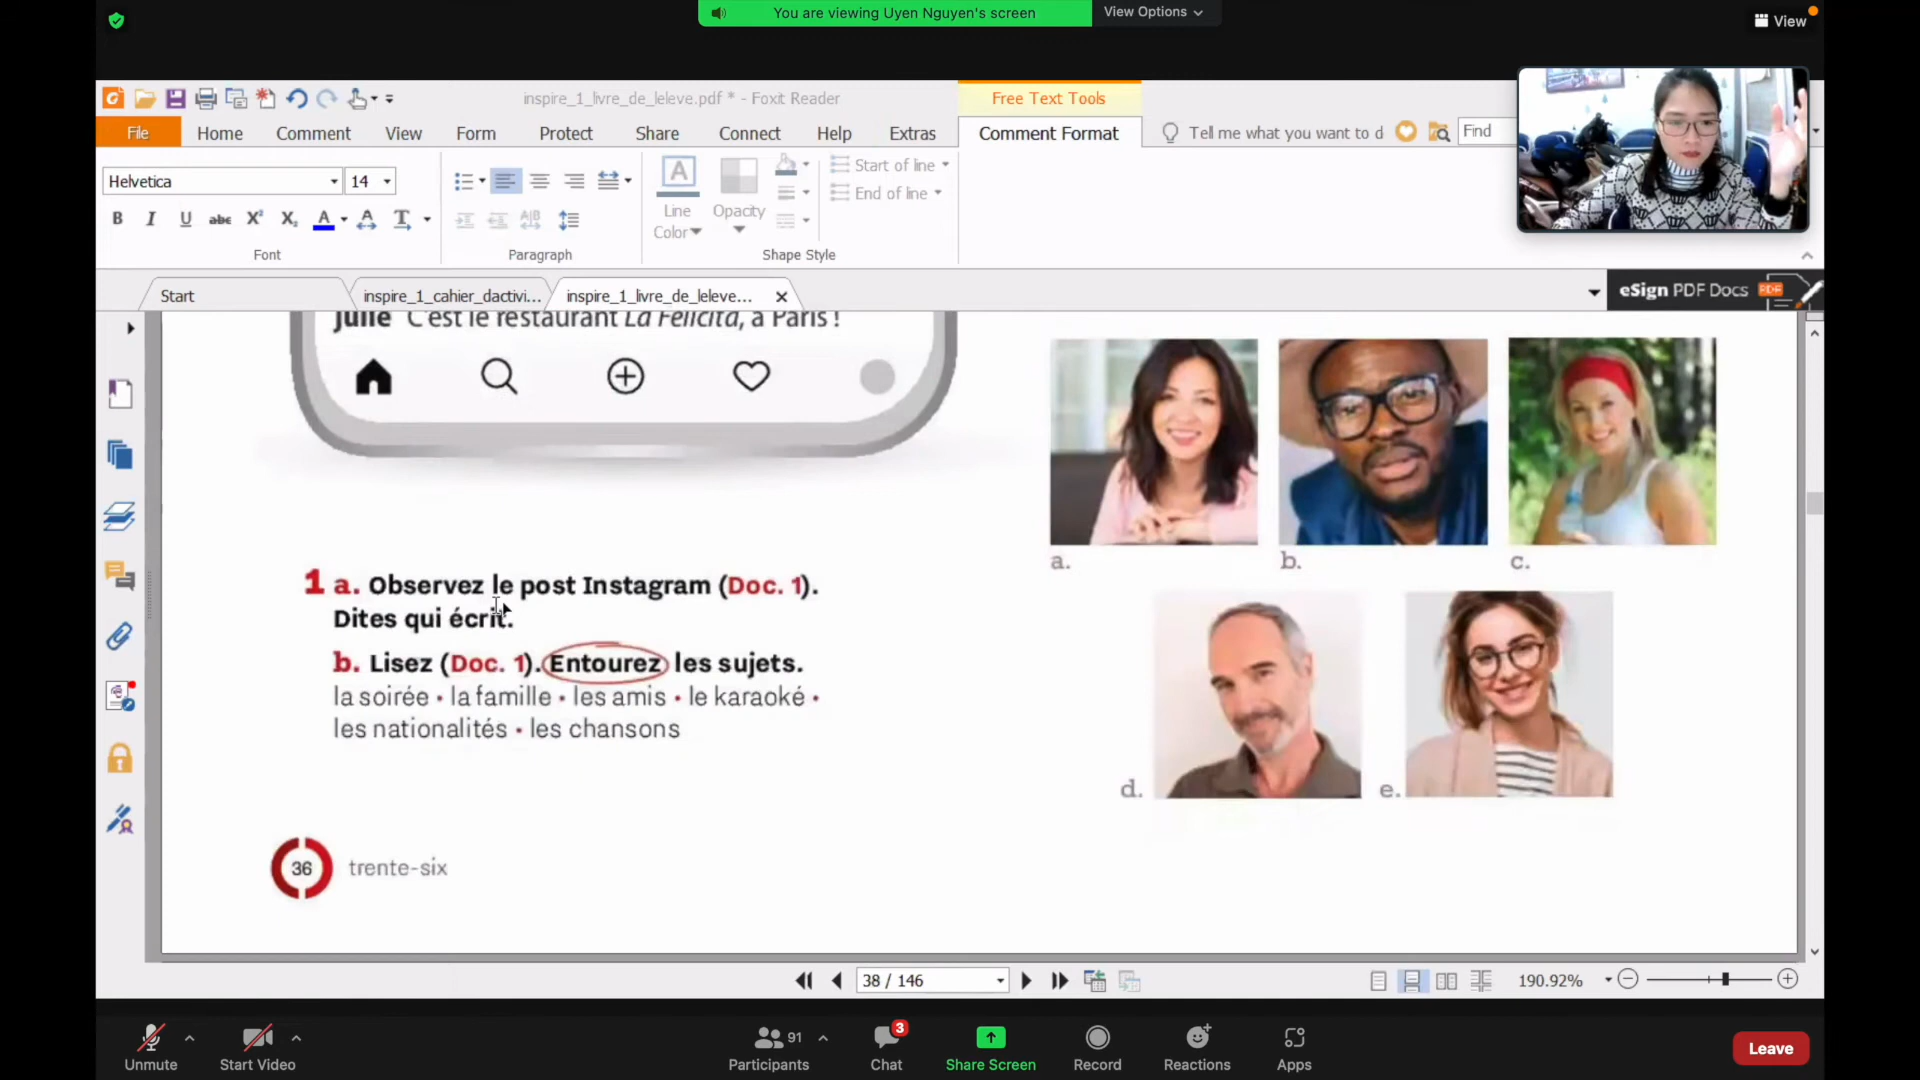 You are viewing Uyen Nguyen's screen
View Options
View
inspire_1_livre_de_leleve.pdf * - Foxit Reader
Free Text Tools
File
Home
Comment
View
Form
Protect
Share
Connect
Help
Extras
Comment Format
Tell me what you want to d
Find
Helvetica
14
Line
Color
Opacity
Start of line
End of line
Font
Paragraph
Shape Style
Start
inspire_1_cahier_dactivi...
inspire_1_livre_de_leleve...
eSign PDF Docs
PDF
Julie C'est le restaurant La Felicità, à Paris !
a.
b.
c.
1 a. Observez le post Instagram (Doc. 1).
Dites qui écrit.
b. Lisez (Doc. 1). Entourez les sujets.
la soirée • la famille • les amis • le karaoké •
les nationalités • les chansons
d.
e.
36 trente-six
38 / 146
190.92%
Unmute
Start Video
91
Participants
3
Chat
Share Screen
Record
Reactions
Apps
Leave